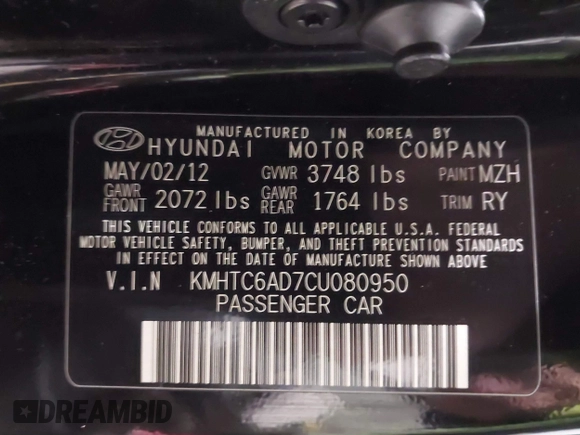 MANUFACTURED IN KOREA BY
HYUNDAI MOTOR COMPANY
MAY/02/12 GVWR 3748 lbs PAINT MZH
GAWR FRONT 2072 lbs GAWR REAR 1764 lbs TRIM RY
THIS VEHICLE CONFORMS TO ALL APPLICABLE U.S.A. FEDERAL
MOTOR VEHICLE SAFETY, BUMPER, AND THEFT PREVENTION STANDARDS
IN EFFECT ON THE DATE OF MANUFACTURE SHOWN ABOVE
V.I.N KMHTC6AD7CU080950
PASSENGER CAR
DREAMBID